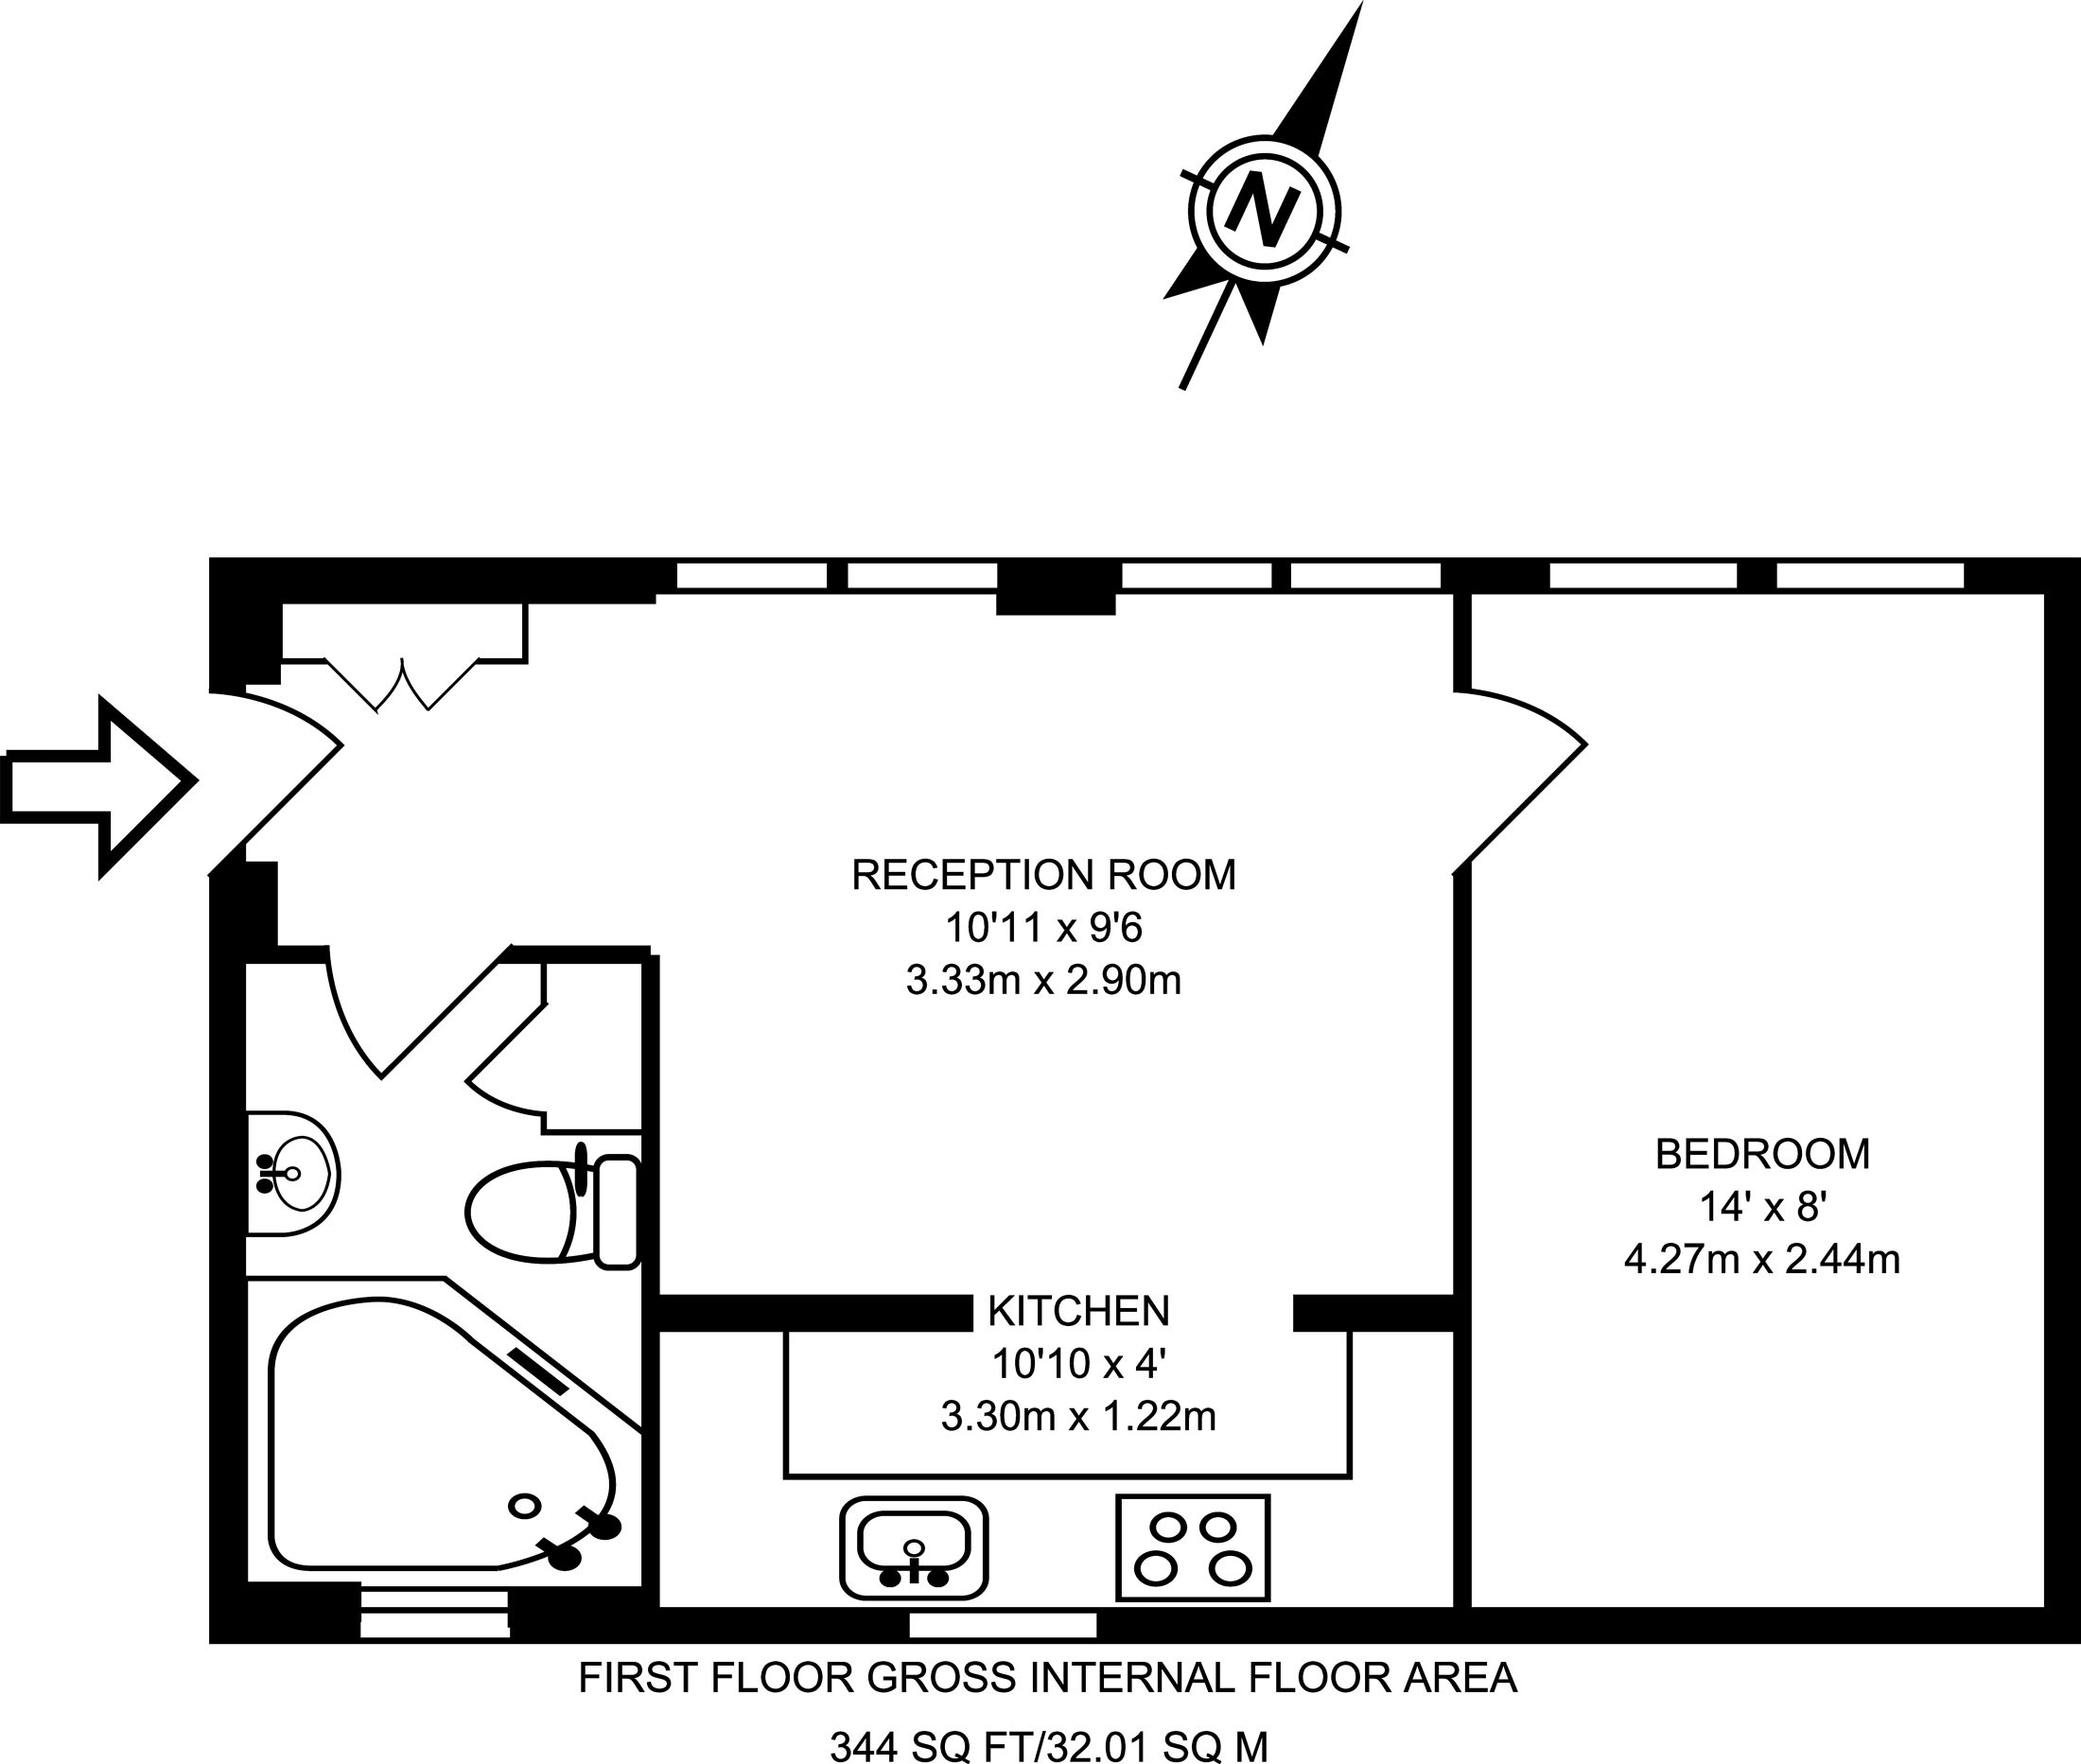 N
RECEPTION ROOM
10'11 x 9'6
3.33m x 2.90m
BEDROOM
14' x 8'
4.27m x 2.44m
KITCHEN
10'10 x 4'
3.30m x 1.22m
FIRST FLOOR GROSS INTERNAL FLOOR AREA
344 SQ FT/32.01 SQ M